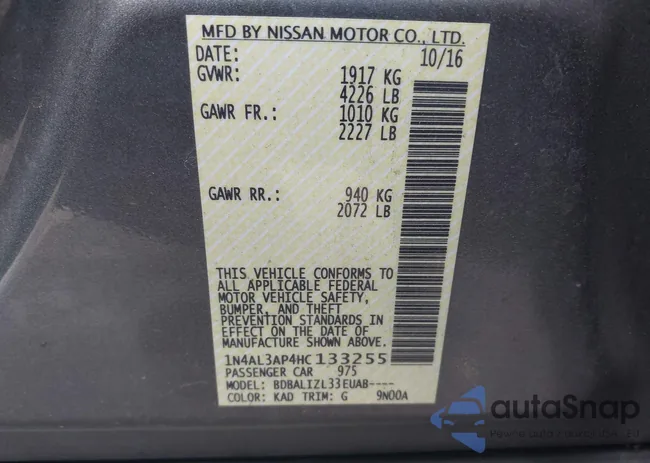 MFD BY NISSAN MOTOR CO., LTD.
DATE: 10/16
GVWR: 1917 KG
4226 LB
GAWR FR.: 1010 KG
2227 LB
GAWR RR.: 940 KG
2072 LB
THIS VEHICLE CONFORMS TO
ALL APPLICABLE FEDERAL
MOTOR VEHICLE SAFETY,
BUMPER, AND THEFT
PREVENTION STANDARDS IN
EFFECT ON THE DATE OF
MANUFACTURE SHOWN ABOVE.
1N4AL3AP4HC133255
PASSENGER CAR 975
MODEL: BDBALIZL33EUAB----
COLOR: KAD TRIM: G 9N00A
autoSnap